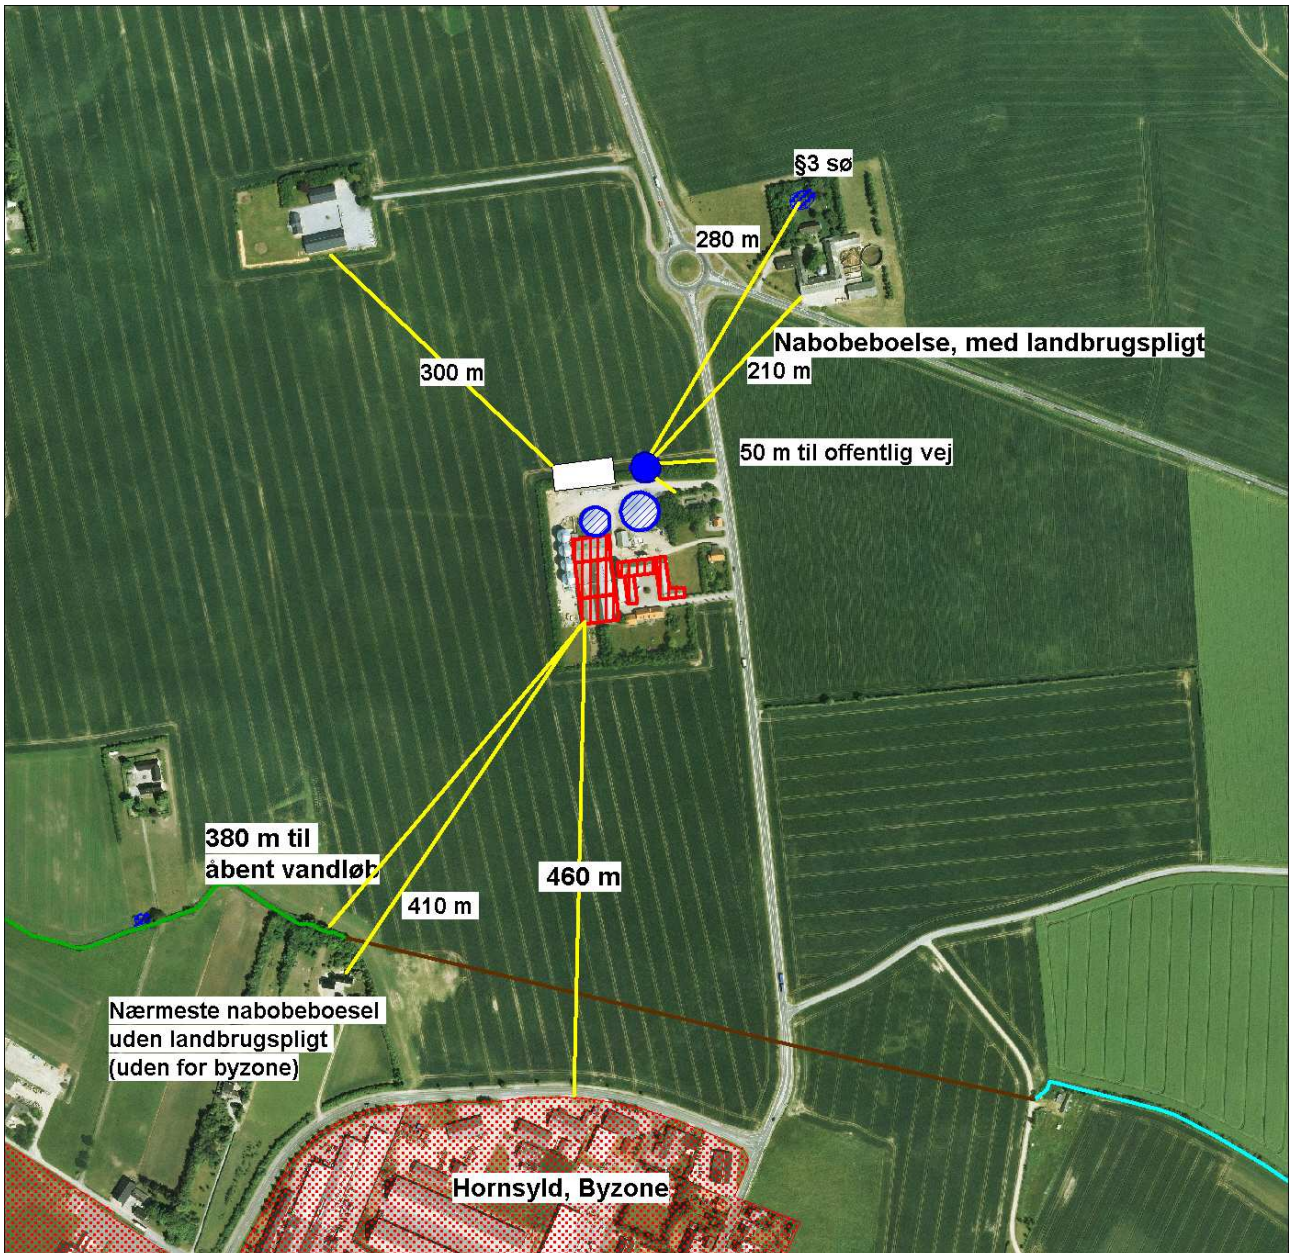 §3 sø
280 m
Nabobeboelse, med landbrugspligt
300 m
210 m
50 m til offentlig vej
380 m til
åbent vandløb
460 m
410 m
Nærmeste nabobeboesel
uden landbrugspligt
(uden for byzone)
Hornsyld, Byzone